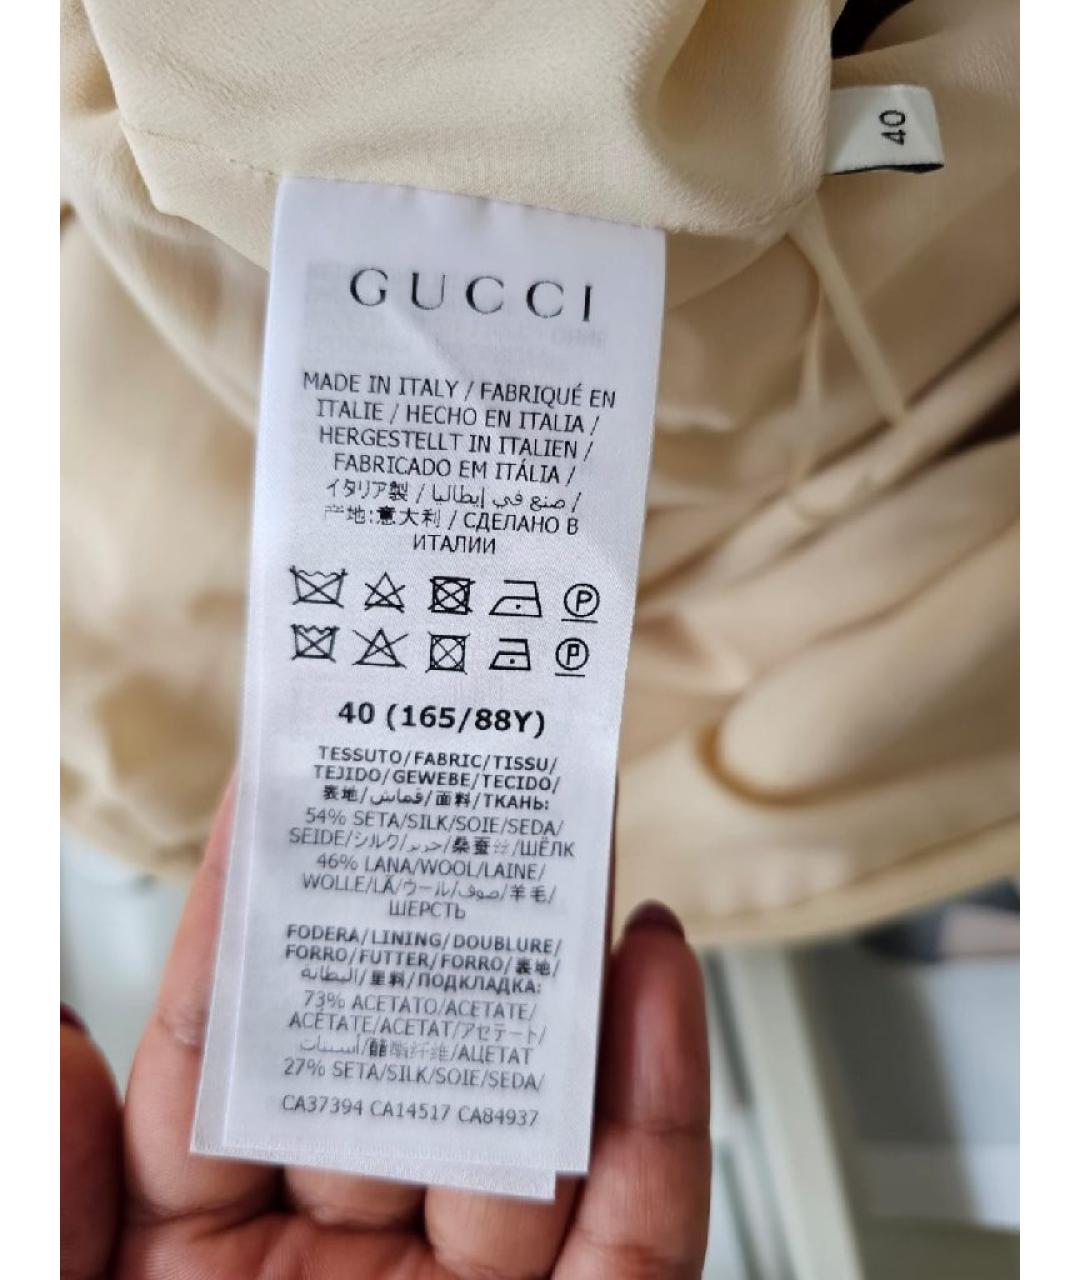 40
GUCCI
MADE IN ITALY / FABRIQUÉ EN
ITALIE / HECHO EN ITALIA /
HERGESTELLT IN ITALIEN /
FABRICADO EM ITÁLIA /
イタリア製 / صنع في إيطاليا /
产地:意大利 / СДЕЛАНО В
ИТАЛИИ
P
P
40 (165/88Y)
TESSUTO/FABRIC/TISSU/
TEJIDO/GEWEBE/TECIDO/
表地/قماش/面料/ТКАНЬ:
54% SETA/SILK/SOIE/SEDA/
SEIDE/シルク/حرير/桑蚕丝/ШЁЛК
46% LANA/WOOL/LAINE/
WOLLE/LÃ/ウール/صوف/羊毛/
ШЕРСТЬ
FODERA/LINING/DOUBLURE/
FORRO/FUTTER/FORRO/裏地/
البطانة/里料/ПОДКЛАДКА:
73% ACETATO/ACETATE/
ACÉTATE/ACETAT/アセテート/
أسيتات/醋酯纤维/АЦЕТАТ
27% SETA/SILK/SOIE/SEDA/
CA37394 CA14517 CA84937